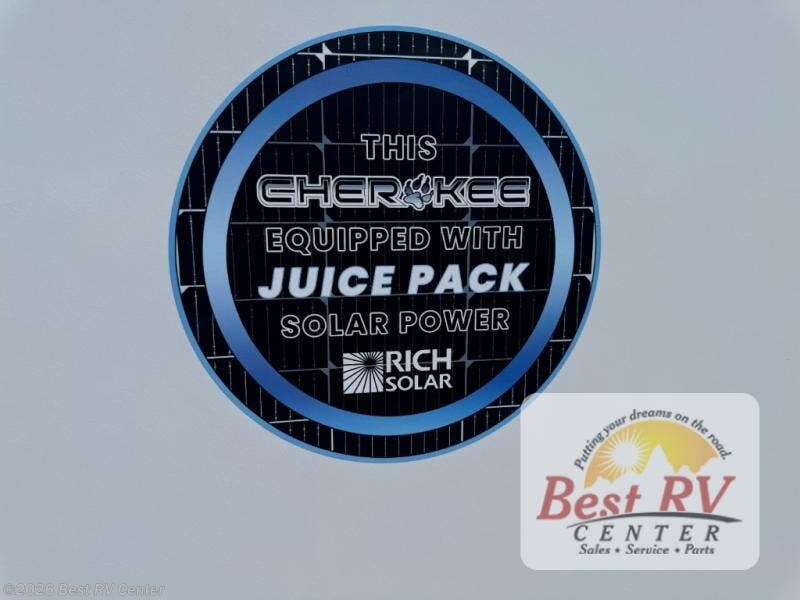 THIS
CHEROKEE
EQUIPPED WITH
JUICE PACK
SOLAR POWER
RICH
SOLAR
Putting your dreams on the road.
Best RV
CENTER
Sales • Service • Parts
©2026 Best RV Center